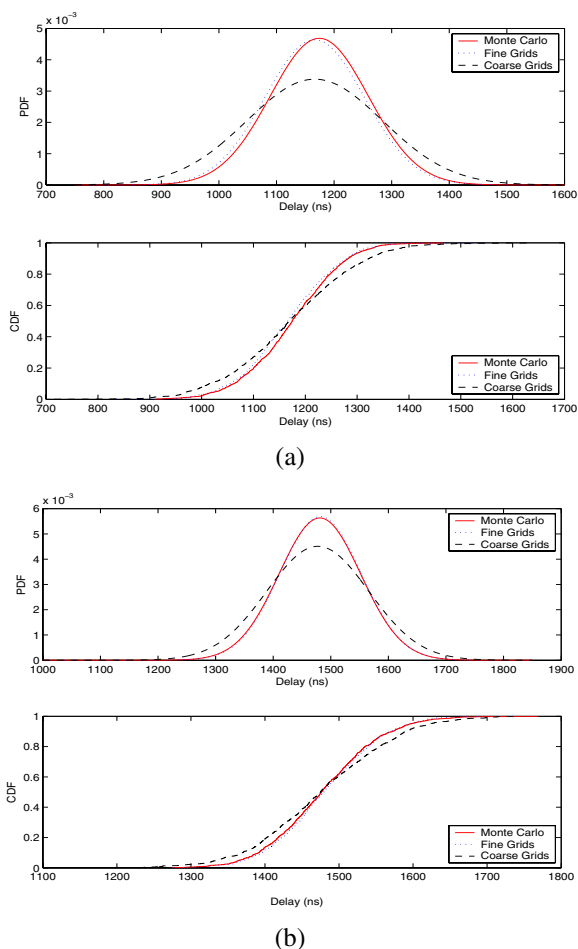 x 10⁻³
5
4
3
2
1
0
PDF
Monte Carlo
Fine Grids
Coarse Grids
700 800 900 1000 1100 1200 1300 1400 1500 1600
Delay (ns)
1
0.8
0.6
0.4
0.2
0
CDF
Monte Carlo
Fine Grids
Coarse Grids
700 800 900 1000 1100 1200 1300 1400 1500 1600 1700
Delay (ns)
(a)
x 10⁻³
6
5
4
3
2
1
0
PDF
Monte Carlo
Fine Grids
Coarse Grids
1000 1100 1200 1300 1400 1500 1600 1700 1800 1900
Delay (ns)
1
0.8
0.6
0.4
0.2
0
CDF
Monte Carlo
Fine Grids
Coarse Grids
1100 1200 1300 1400 1500 1600 1700 1800
Delay (ns)
(b)